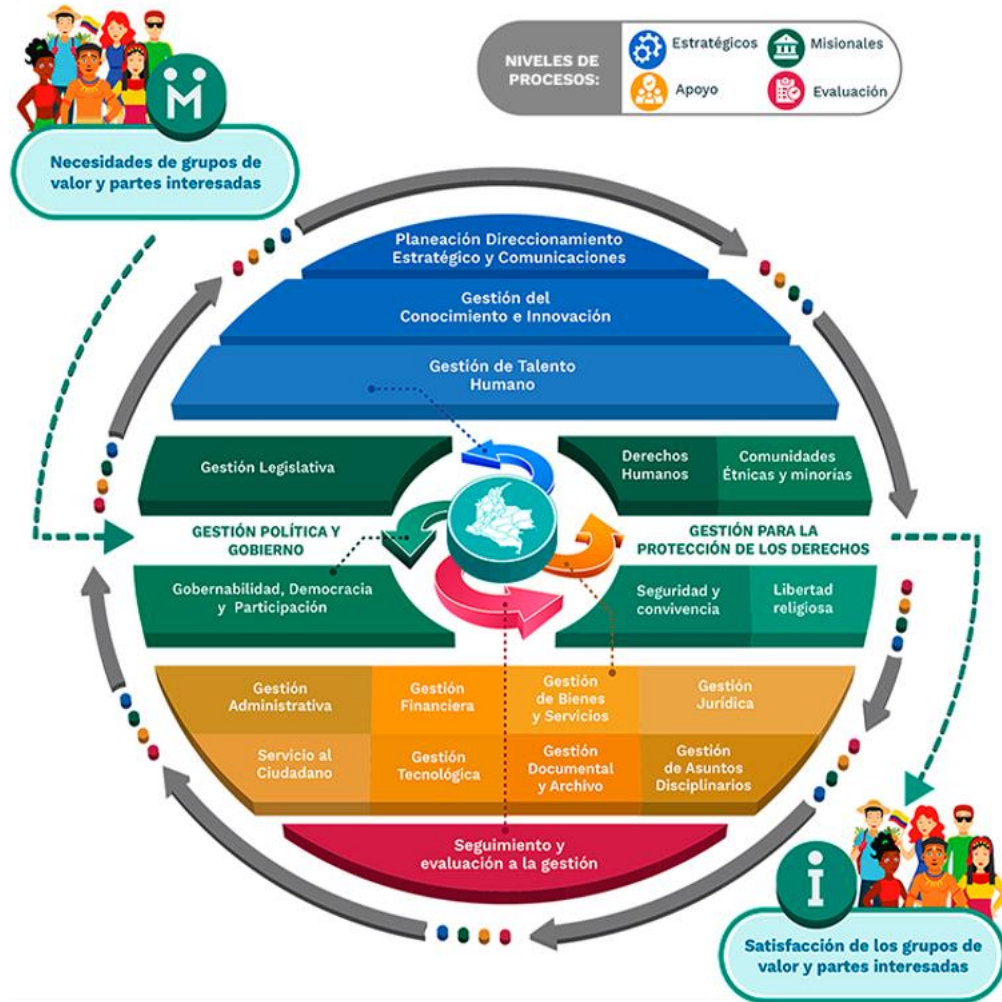 NIVELES DE
PROCESOS:
Estratégicos
Misionales
Apoyo
Evaluación
M
Necesidades de grupos de
valor y partes interesadas
Planeación Direccionamiento
Estratégico y Comunicaciones
Gestión del
Conocimiento e Innovación
Gestión de Talento
Humano
Gestión Legislativa
Derechos
Humanos
Comunidades
Étnicas y minorías
GESTIÓN POLÍTICA Y
GOBIERNO
GESTIÓN PARA LA
PROTECCIÓN DE LOS DERECHOS
Gobernabilidad, Democracia
y Participación
Seguridad y
convivencia
Libertad
religiosa
Gestión
Administrativa
Gestión
Financiera
Gestión
de Bienes
y Servicios
Gestión
Jurídica
Servicio al
Ciudadano
Gestión
Tecnológica
Gestión
Documental
y Archivo
Gestión
de Asuntos
Disciplinarios
Seguimiento y
evaluación a la gestión
i
Satisfacción de los grupos de
valor y partes interesadas